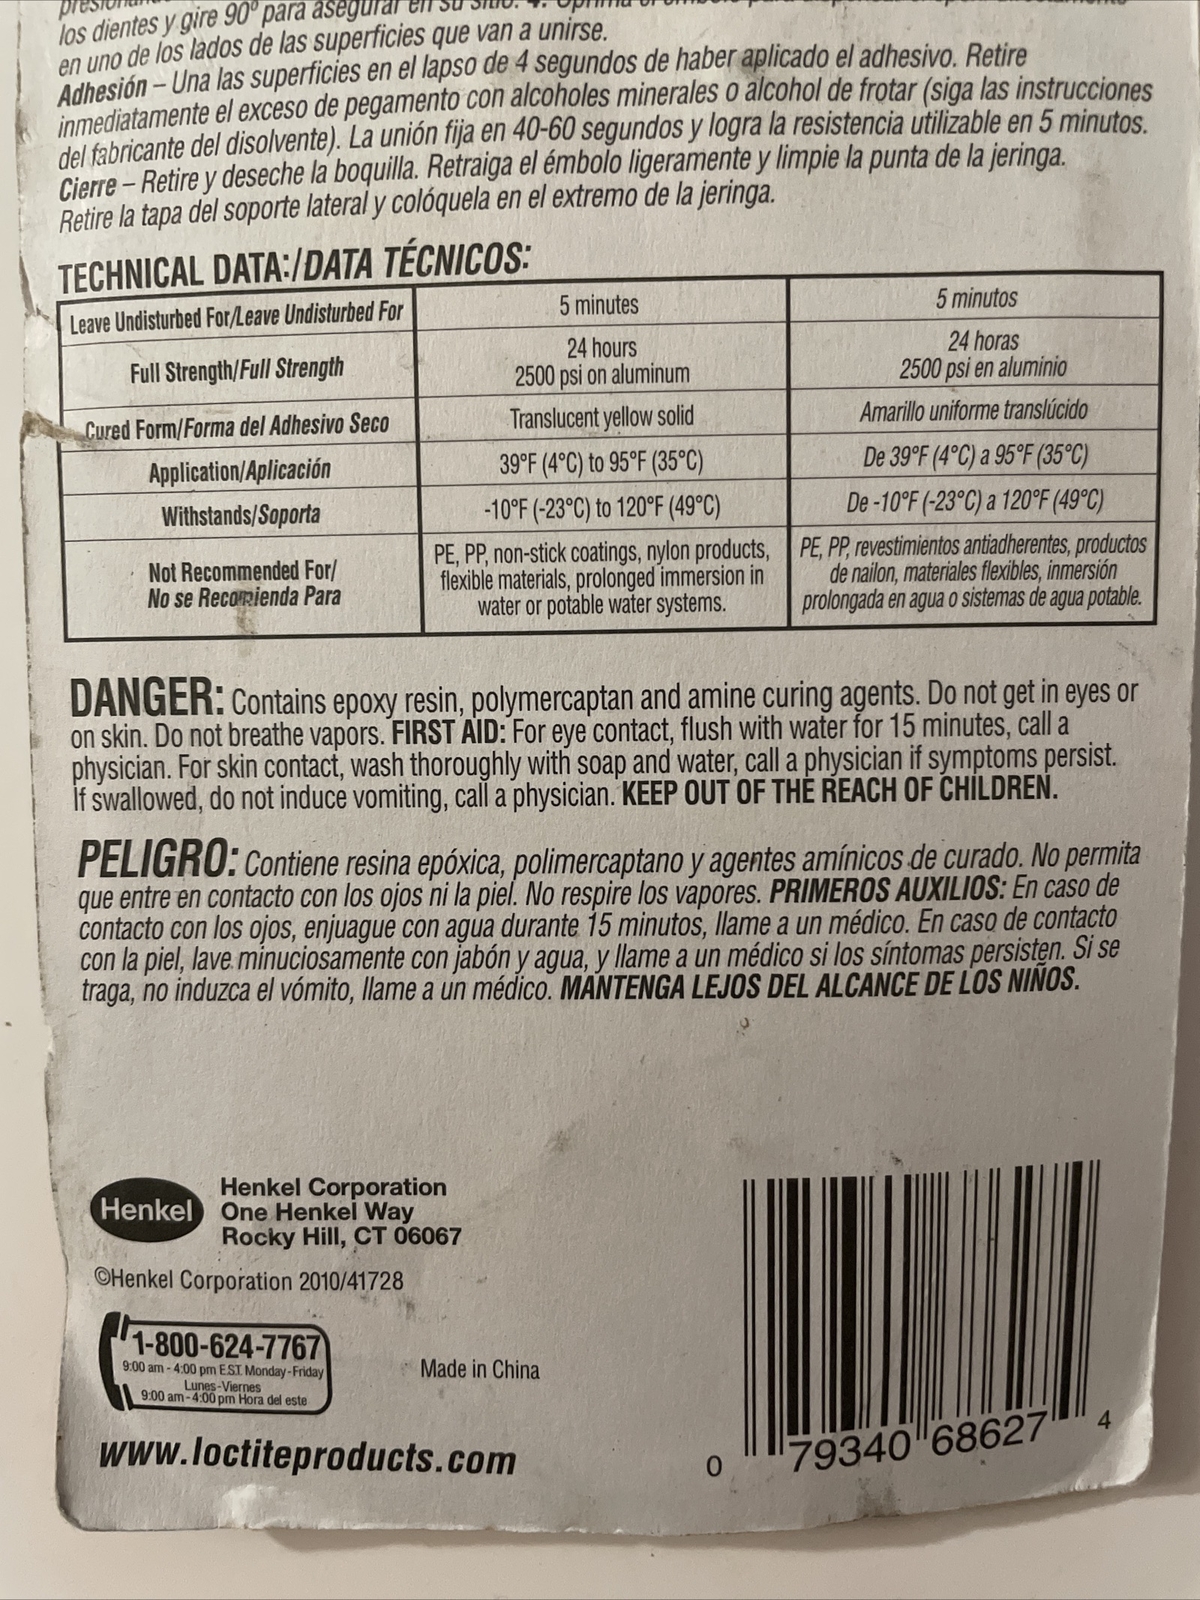 los dientes y gire 90º para asegurar en su sitio. 4.
en uno de los lados de las superficies que van a unirse.
Adhesión – Una las superficies en el lapso de 4 segundos de haber aplicado el adhesivo. Retire
inmediatamente el exceso de pegamento con alcoholes minerales o alcohol de frotar (siga las instrucciones
del fabricante del disolvente). La unión fija en 40-60 segundos y logra la resistencia utilizable en 5 minutos.
Cierre – Retire y deseche la boquilla. Retraiga el émbolo ligeramente y limpie la punta de la jeringa.
Retire la tapa del soporte lateral y colóquela en el extremo de la jeringa.
TECHNICAL DATA:/DATA TÉCNICOS:
Leave Undisturbed For/Leave Undisturbed For 5 minutes 5 minutos
Full Strength/Full Strength 24 hours 24 horas
2500 psi on aluminum 2500 psi en aluminio
Cured Form/Forma del Adhesivo Seco Translucent yellow solid Amarillo uniforme translúcido
Application/Aplicación 39°F (4°C) to 95°F (35°C) De 39°F (4°C) a 95°F (35°C)
Withstands/Soporta -10°F (-23°C) to 120°F (49°C) De -10°F (-23°C) a 120°F (49°C)
Not Recommended For/ PE, PP, non-stick coatings, nylon products, PE, PP, revestimientos antiadherentes, productos
No se Recomienda Para flexible materials, prolonged immersion in de nailon, materiales flexibles, inmersión
water or potable water systems. prolongada en agua o sistemas de agua potable.
DANGER: Contains epoxy resin, polymercaptan and amine curing agents. Do not get in eyes or
on skin. Do not breathe vapors. FIRST AID: For eye contact, flush with water for 15 minutes, call a
physician. For skin contact, wash thoroughly with soap and water, call a physician if symptoms persist.
If swallowed, do not induce vomiting, call a physician. KEEP OUT OF THE REACH OF CHILDREN.
PELIGRO: Contiene resina epóxica, polimercaptano y agentes amínicos de curado. No permita
que entre en contacto con los ojos ni la piel. No respire los vapores. PRIMEROS AUXILIOS: En caso de
contacto con los ojos, enjuague con agua durante 15 minutos, llame a un médico. En caso de contacto
con la piel, lave minuciosamente con jabón y agua, y llame a un médico si los síntomas persisten. Si se
traga, no induzca el vómito, llame a un médico. MANTENGA LEJOS DEL ALCANCE DE LOS NIÑOS.
Henkel
Henkel Corporation
One Henkel Way
Rocky Hill, CT 06067
©Henkel Corporation 2010/41728
1-800-624-7767
9:00 am - 4:00 pm E.S.T. Monday-Friday
Lunes-Viernes
9:00 am-4:00 pm Hora del este
Made in China
www.loctiteproducts.com
0 79340 68627 4